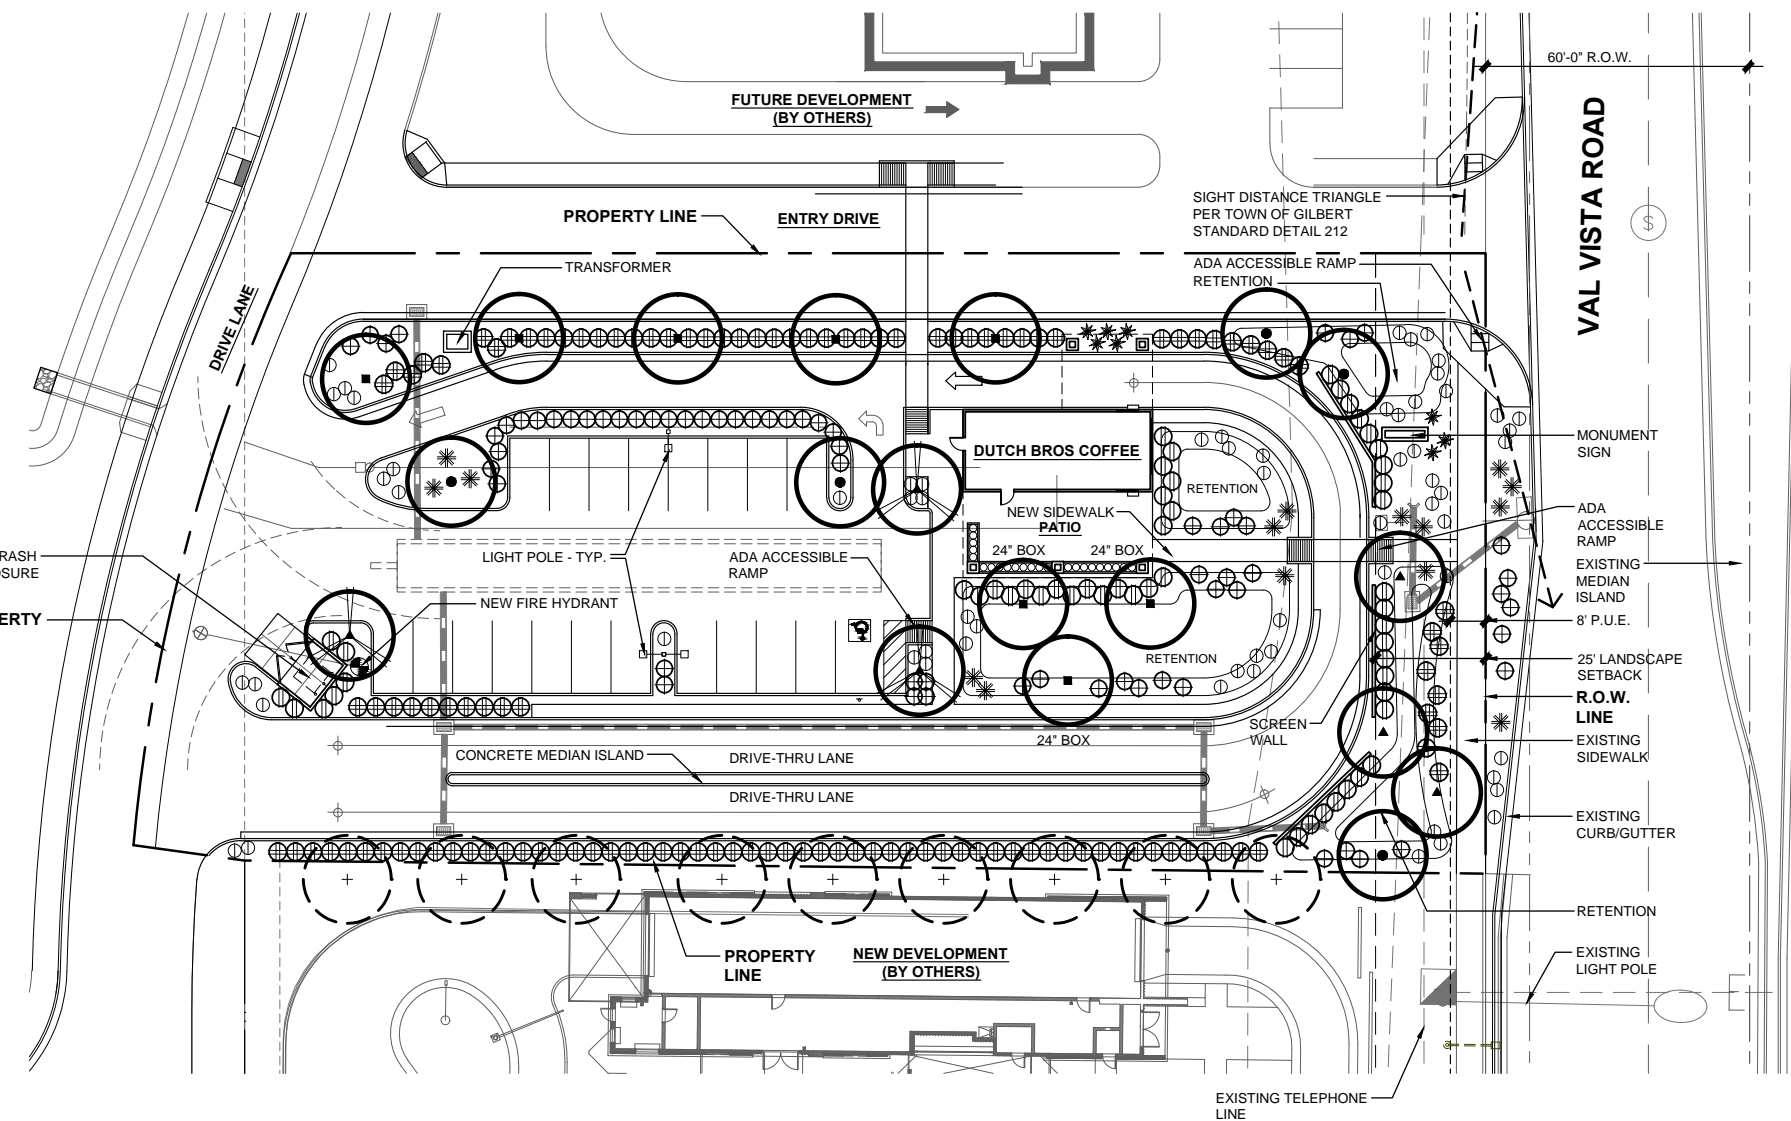 60'-0" R.O.W.
FUTURE DEVELOPMENT
(BY OTHERS)
VAL VISTA ROAD
SIGHT DISTANCE TRIANGLE
PER TOWN OF GILBERT
STANDARD DETAIL 212
PROPERTY LINE
ENTRY DRIVE
S
TRANSFORMER
ADA ACCESSIBLE RAMP
RETENTION
DRIVE LANE
DUTCH BROS COFFEE
MONUMENT
SIGN
RETENTION
NEW SIDEWALK
PATIO
ADA
ACCESSIBLE
RAMP
24" BOX
24" BOX
RASH
OSURE
LIGHT POLE - TYP.
ADA ACCESSIBLE
RAMP
EXISTING
MEDIAN
ISLAND
NEW FIRE HYDRANT
ERTY
8' P.U.E.
RETENTION
25' LANDSCAPE
SETBACK
R.O.W.
LINE
SCREEN
WALL
24" BOX
EXISTING
SIDEWALK
CONCRETE MEDIAN ISLAND
DRIVE-THRU LANE
DRIVE-THRU LANE
EXISTING
CURB/GUTTER
RETENTION
PROPERTY
LINE
NEW DEVELOPMENT
(BY OTHERS)
EXISTING
LIGHT POLE
EXISTING TELEPHONE
LINE